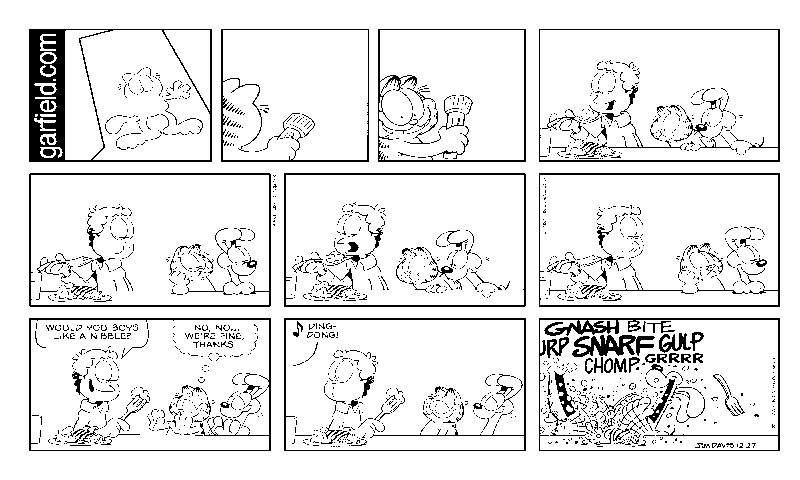 garfield.com
WOULD YOU BOYS
LIKE A NIBBLE?
NO, NO...
WE'RE FINE,
THANKS
♪ DING-
DONG!
GNASH BITE
URP SNARF GULP
CHOMP GRRRR
JIM DAVIS 12.27